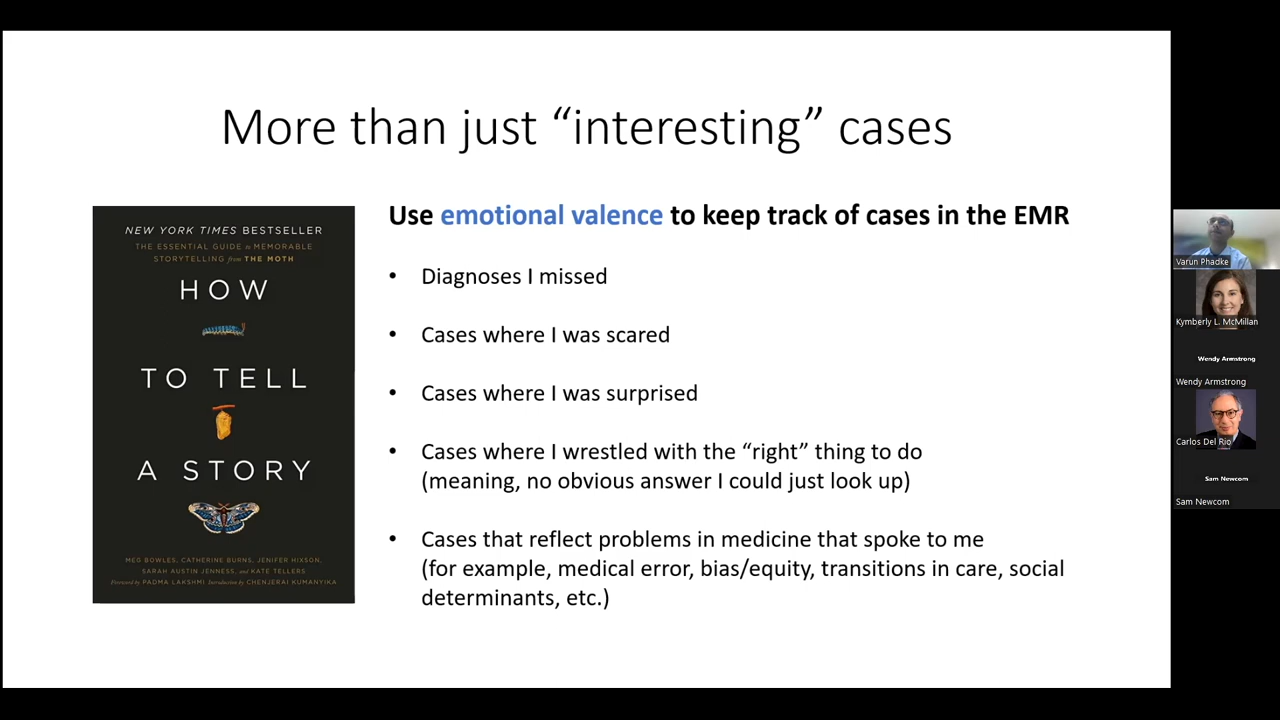 More than just “interesting” cases
NEW YORK TIMES BESTSELLER
THE ESSENTIAL GUIDE to MEMORABLE
STORYTELLING from THE MOTH
HOW
TO TELL
A STORY
MEG BOWLES, CATHERINE BURNS, JENIFER HIXSON,
SARAH AUSTIN JENNESS, and KATE TELLERS
Foreword by PADMA LAKSHMI Introduction by CHENJERAI KUMANYIKA
Use emotional valence to keep track of cases in the EMR
• Diagnoses I missed
• Cases where I was scared
• Cases where I was surprised
• Cases where I wrestled with the “right” thing to do
(meaning, no obvious answer I could just look up)
• Cases that reflect problems in medicine that spoke to me
(for example, medical error, bias/equity, transitions in care, social
determinants, etc.)
Varun Phadke
Kymberly L. McMillan
Wendy Armstrong
Wendy Armstrong
Carlos Del Rio
Sam Newcom
Sam Newcom